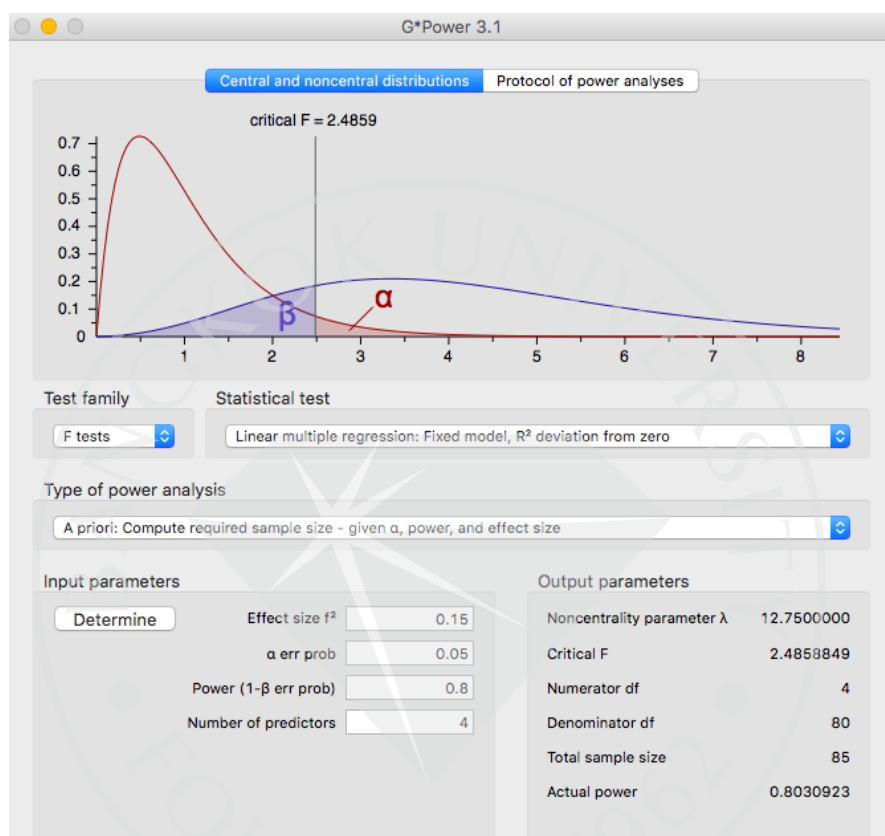 G*Power 3.1
Central and noncentral distributions Protocol of power analyses
critical F = 2.4859
0.7
0.6
0.5
0.4
0.3
0.2
0.1
0
β
α
1 2 3 4 5 6 7 8
Test family Statistical test
F tests Linear multiple regression: Fixed model, R² deviation from zero
Type of power analysis
A priori: Compute required sample size - given α, power, and effect size
Input parameters Output parameters
Determine Effect size f² 0.15 Noncentrality parameter λ 12.7500000
α err prob 0.05 Critical F 2.4858849
Power (1-β err prob) 0.8 Numerator df 4
Number of predictors 4 Denominator df 80
Total sample size 85
Actual power 0.8030923